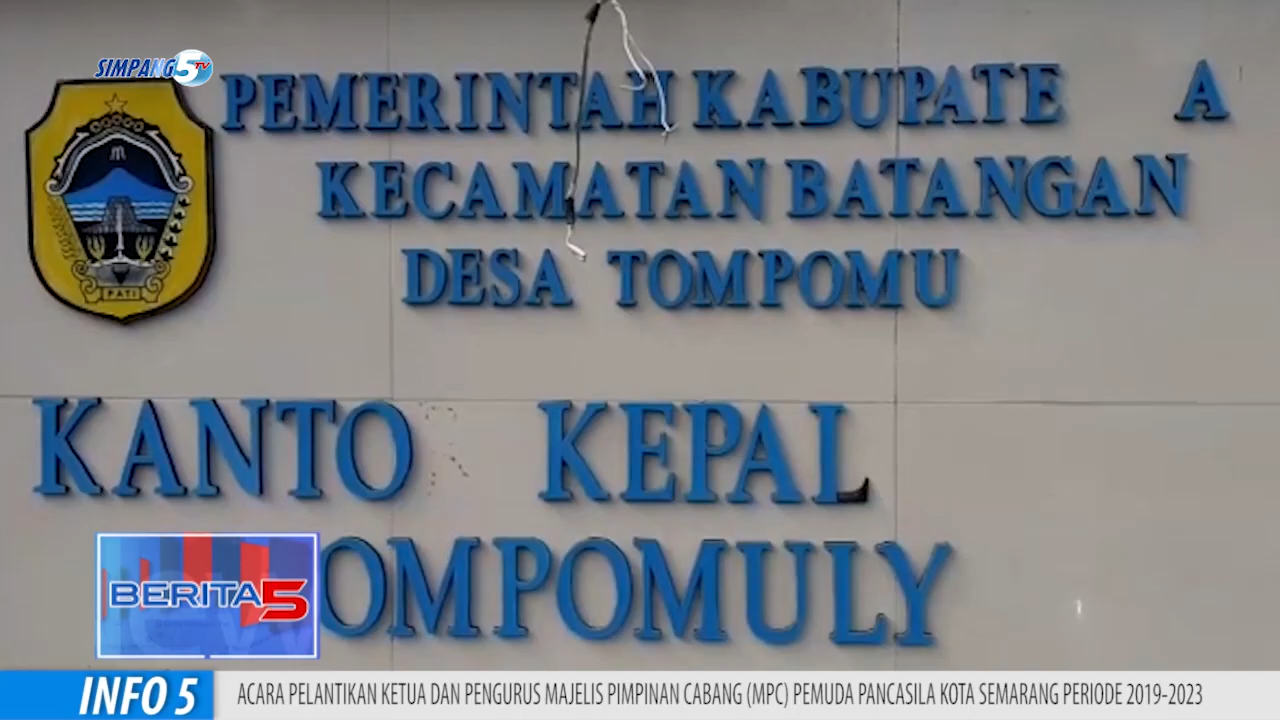 SIMPANG5 TV
PEMERINTAH KABUPATE A
KECAMATAN BATANGAN
DESA TOMPOMU
PATI
KANTO KEPAL
OMPOMULY
BERITA5
INFO 5 ACARA PELANTIKAN KETUA DAN PENGURUS MAJELIS PIMPINAN CABANG (MPC) PEMUDA PANCASILA KOTA SEMARANG PERIODE 2019-2023